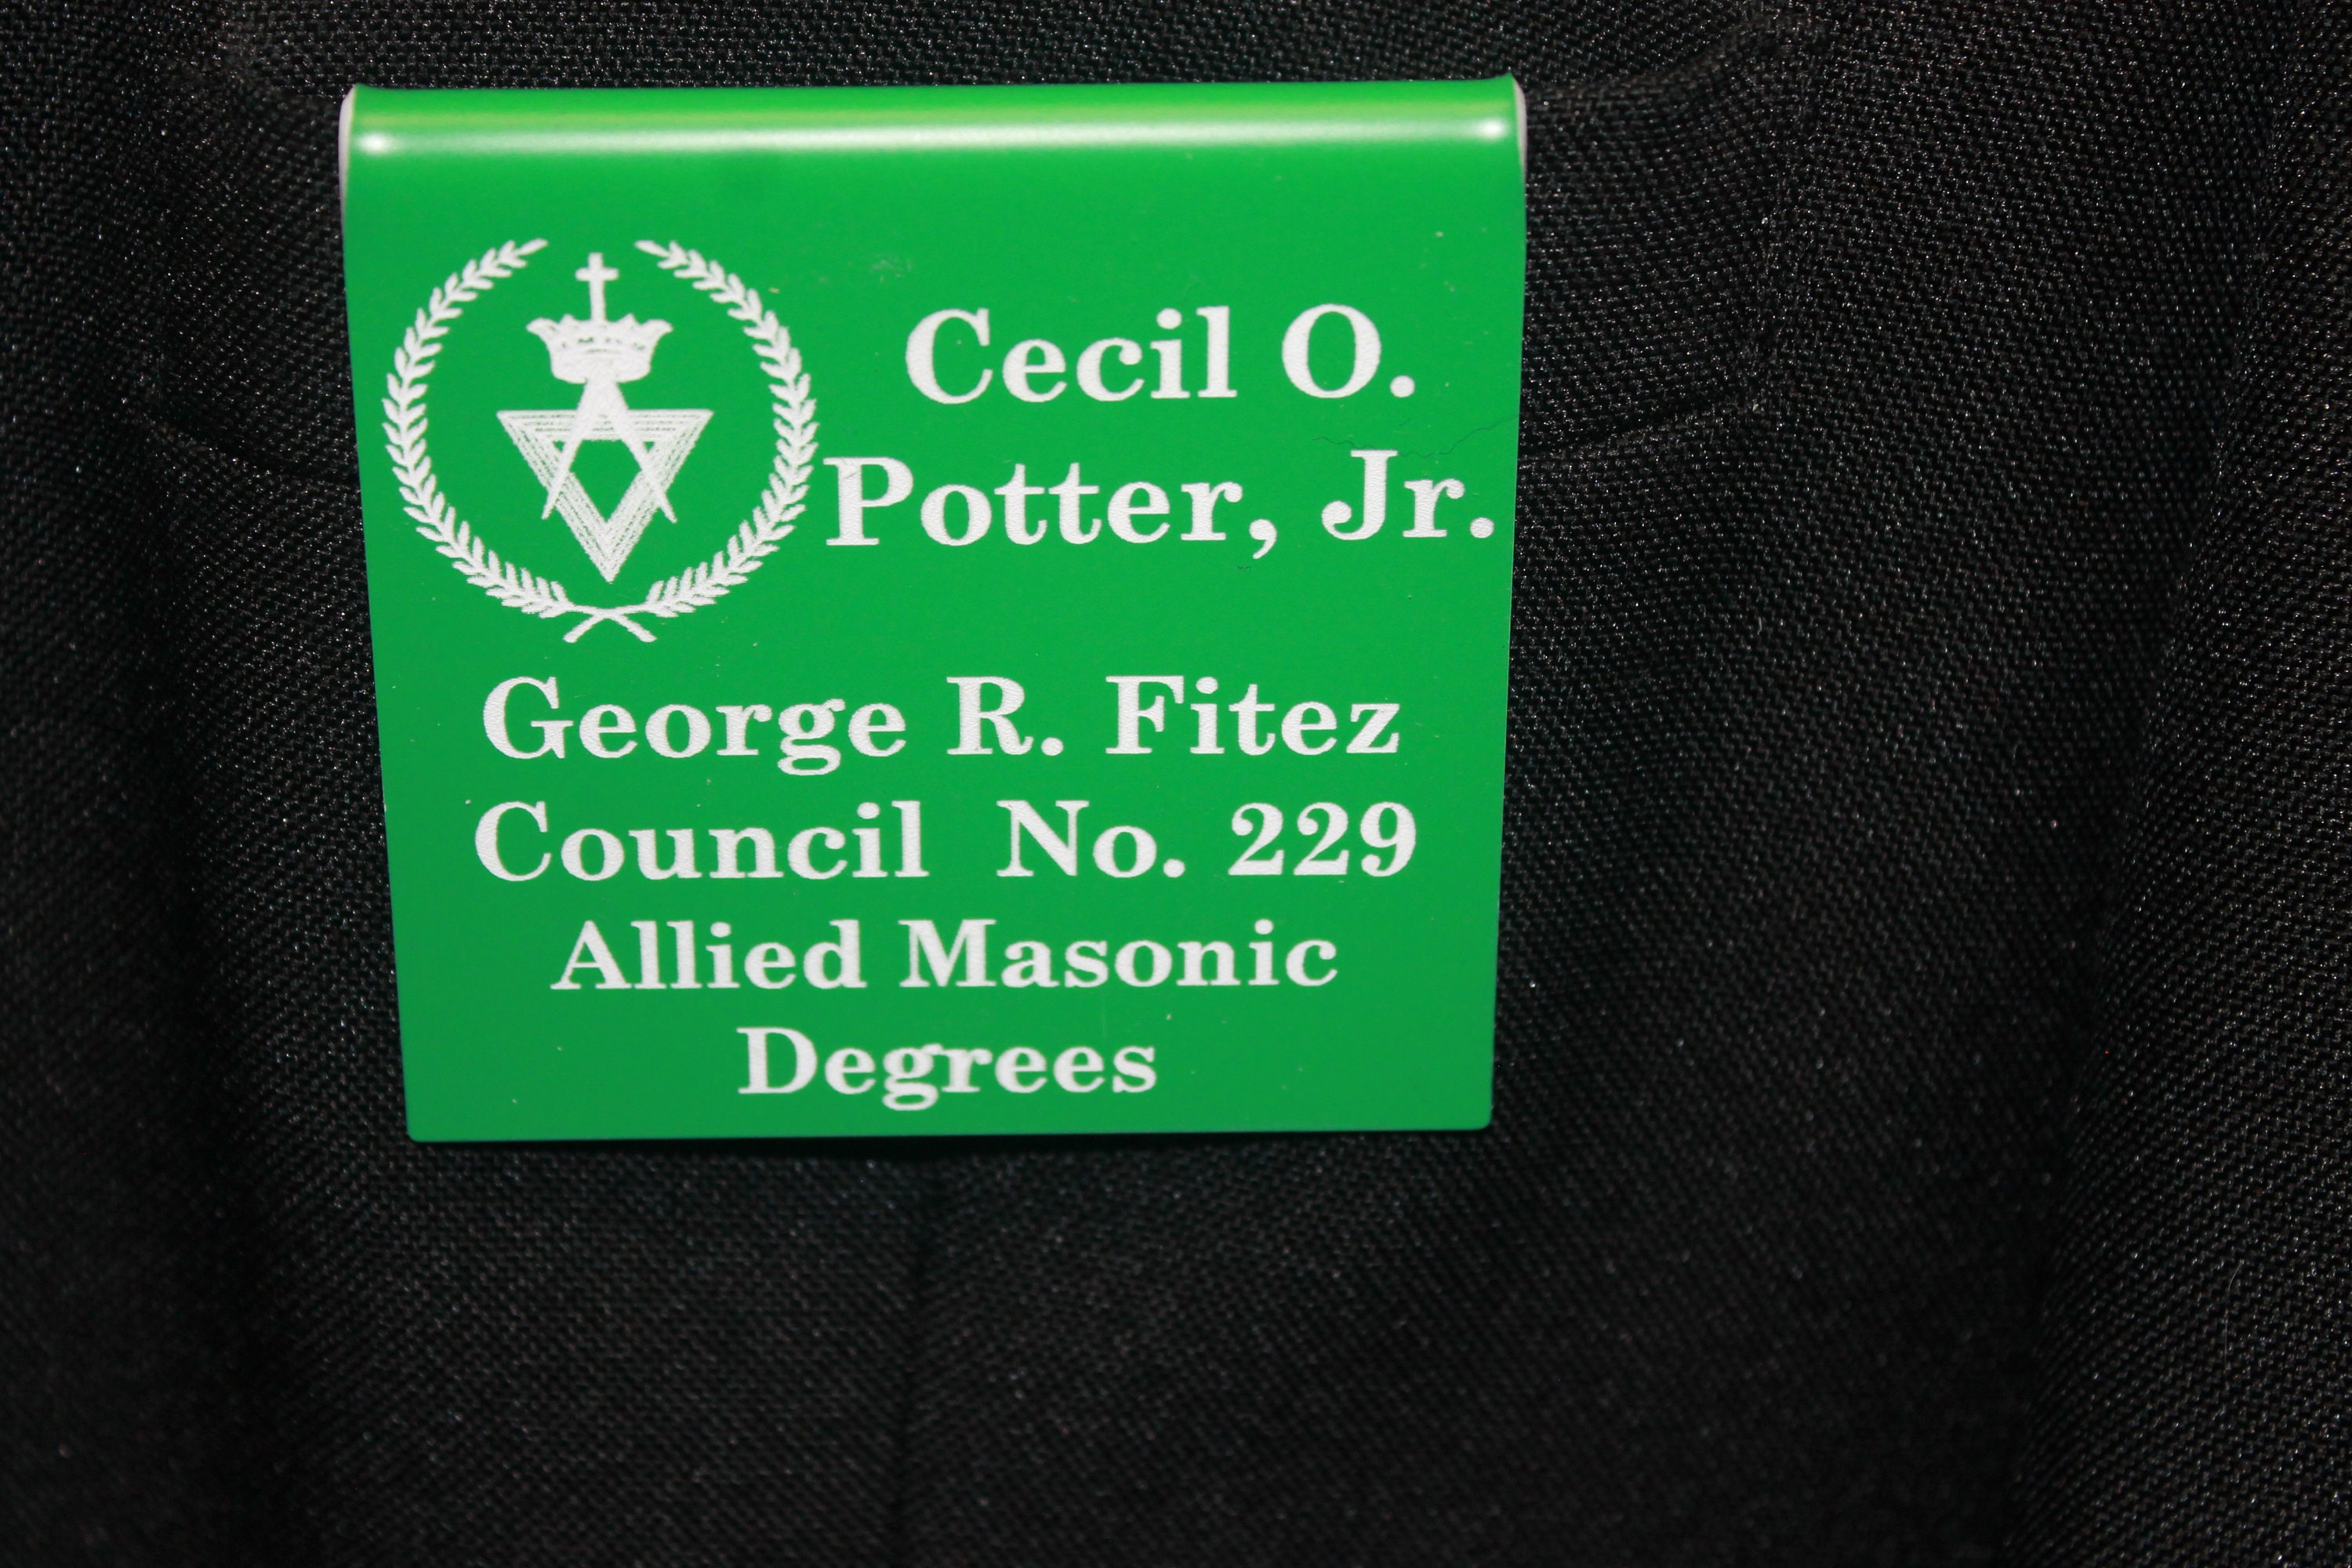 Cecil O.
Potter, Jr.
George R. Fitez
Council No. 229
Allied Masonic
Degrees